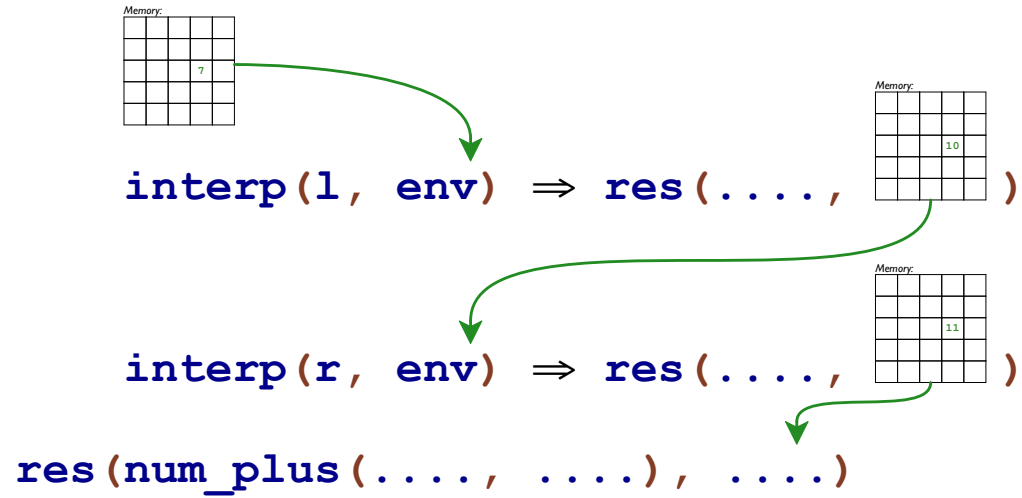 Memory:
7
Memory:
10
interp(l, env) ⇒ res(...., )
Memory:
11
interp(r, env) ⇒ res(...., )
res(num_plus(...., ....), ....)